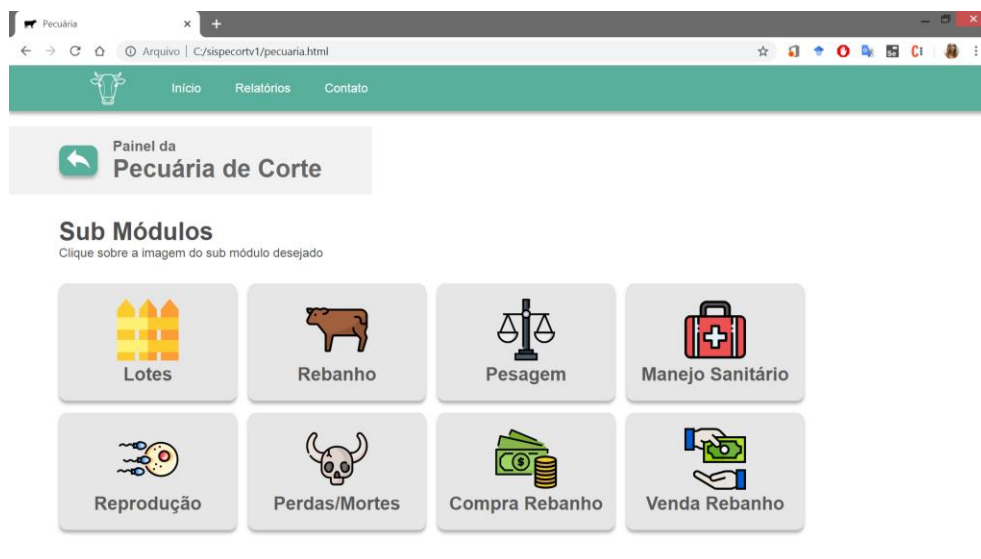 Pecuária
Arquivo | C:/sispecortv1/pecuaria.html
Início Relatórios Contato
Painel da
Pecuária de Corte
Sub Módulos
Clique sobre a imagem do sub módulo desejado
Lotes Rebanho Pesagem Manejo Sanitário
Reprodução Perdas/Mortes Compra Rebanho Venda Rebanho